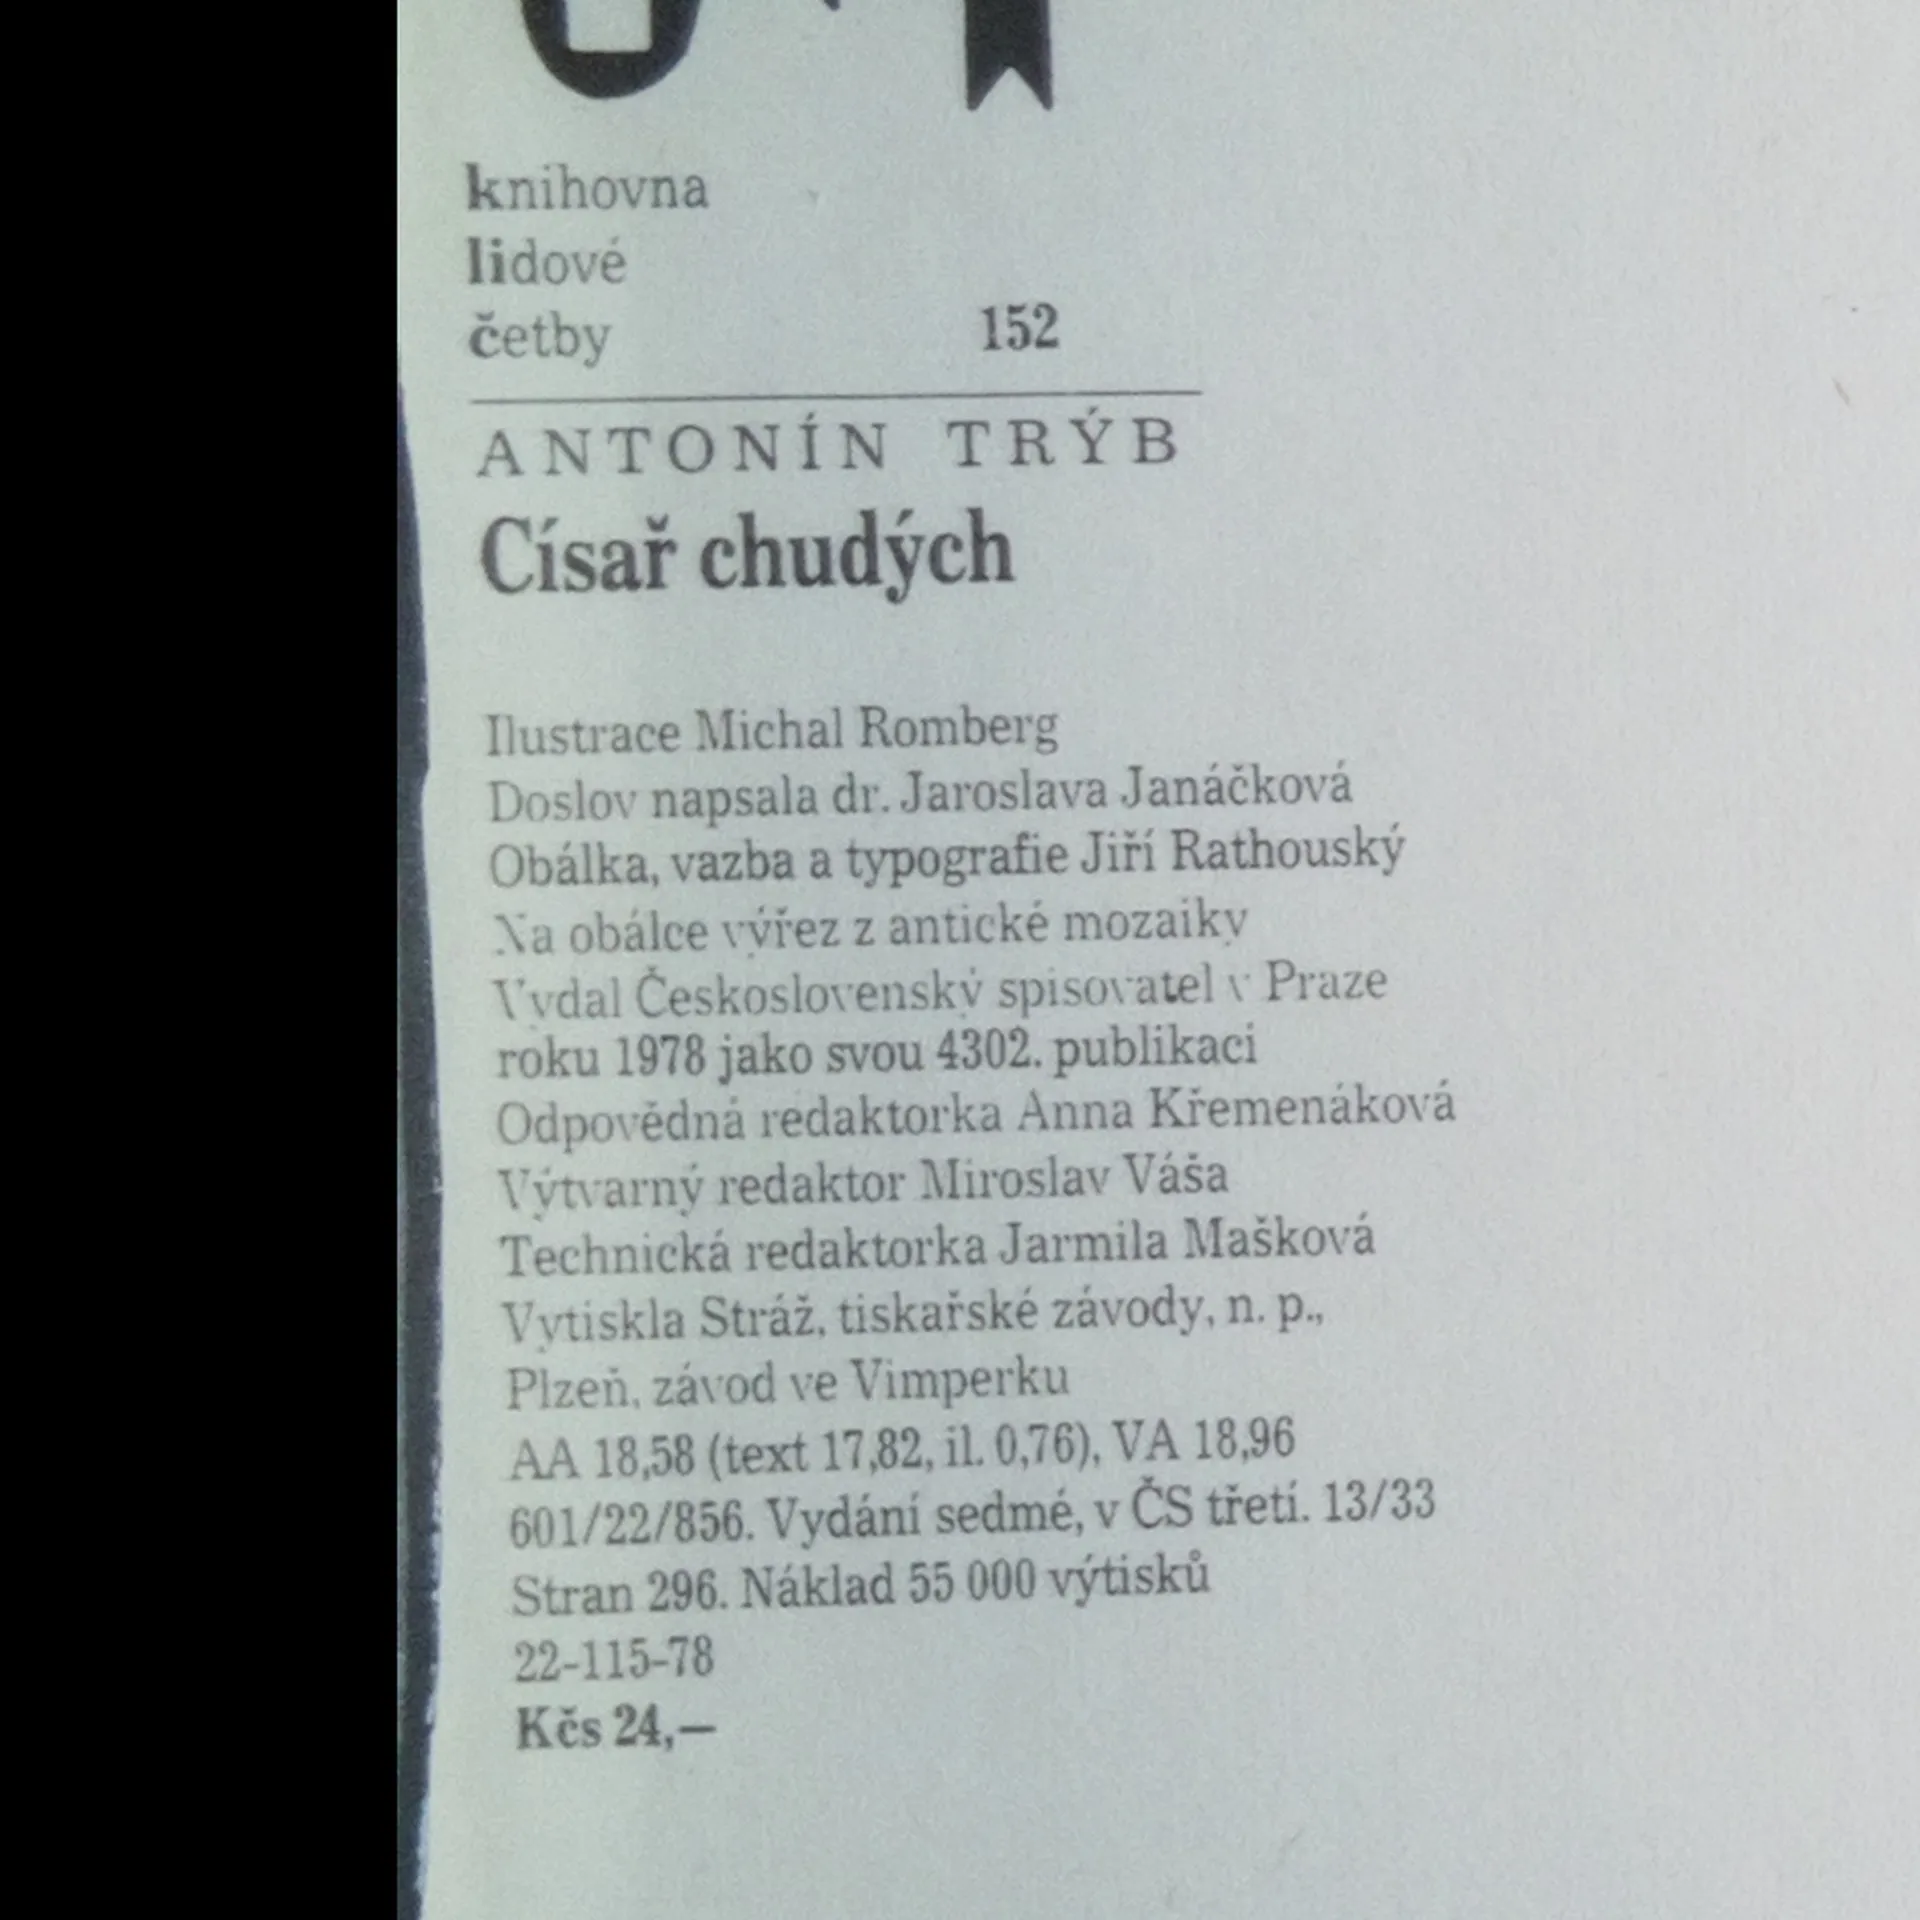 knihovna
lidové
četby 152
ANTONÍN TRÝB
Císař chudých
Ilustrace Michal Romberg
Doslov napsala dr. Jaroslava Janáčková
Obálka, vazba a typografie Jiří Rathouský
Na obálce výřez z antické mozaiky
Vydal Československý spisovatel v Praze
roku 1978 jako svou 4302. publikaci
Odpovědná redaktorka Anna Křemenáková
Výtvarný redaktor Miroslav Váša
Technická redaktorka Jarmila Mašková
Vytiskla Stráž, tiskařské závody, n. p.,
Plzeň, závod ve Vimperku
AA 18,58 (text 17,82, il. 0,76), VA 18,96
601/22/856. Vydání sedmé, v ČS třetí. 13/33
Stran 296. Náklad 55 000 výtisků
22-115-78
Kčs 24,—